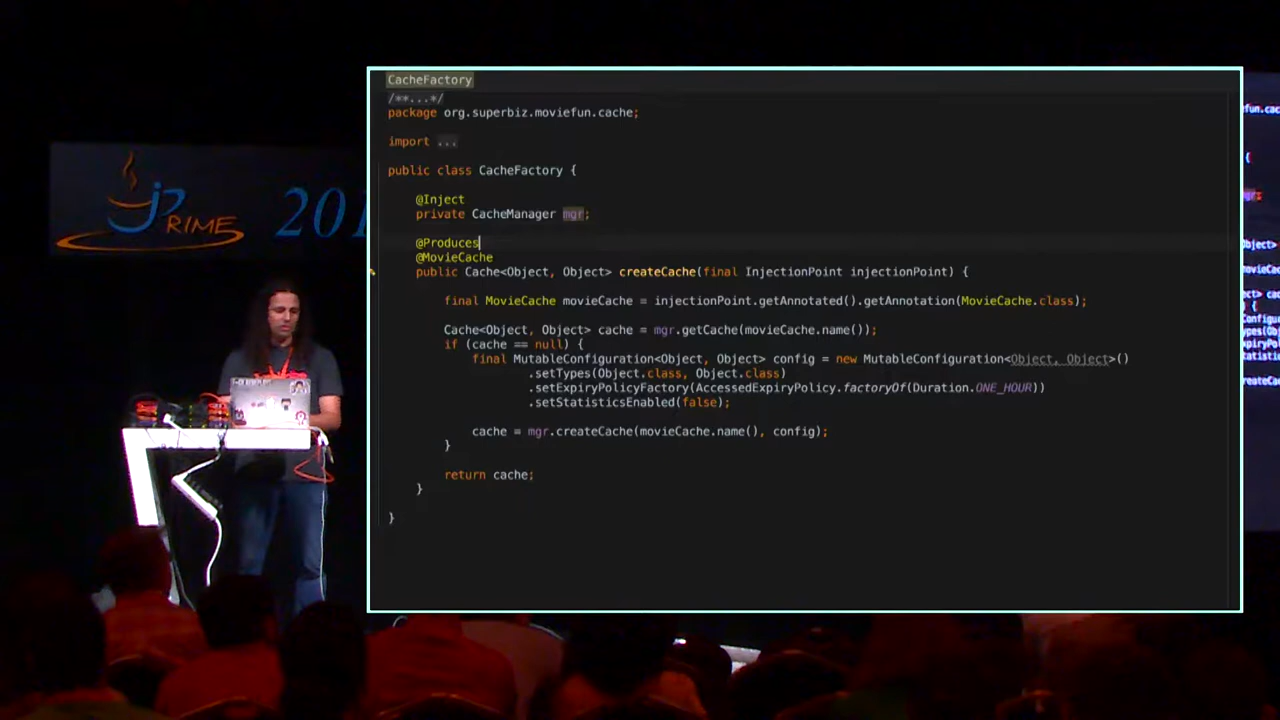 JPRIME 201
CacheFactory
/**...*/
package org.superbiz.moviefun.cache;
import ...
public class CacheFactory {
@Inject
private CacheManager mgr;
@Produces
@MovieCache
public Cache<Object, Object> createCache(final InjectionPoint injectionPoint) {
final MovieCache movieCache = injectionPoint.getAnnotated().getAnnotation(MovieCache.class);
Cache<Object, Object> cache = mgr.getCache(movieCache.name());
if (cache == null) {
final MutableConfiguration<Object, Object> config = new MutableConfiguration<Object, Object>()
.setTypes(Object.class, Object.class)
.setExpiryPolicyFactory(AccessedExpiryPolicy.factoryOf(Duration.ONE_HOUR))
.setStatisticsEnabled(false);
cache = mgr.createCache(movieCache.name(), config);
}
return cache;
}
}